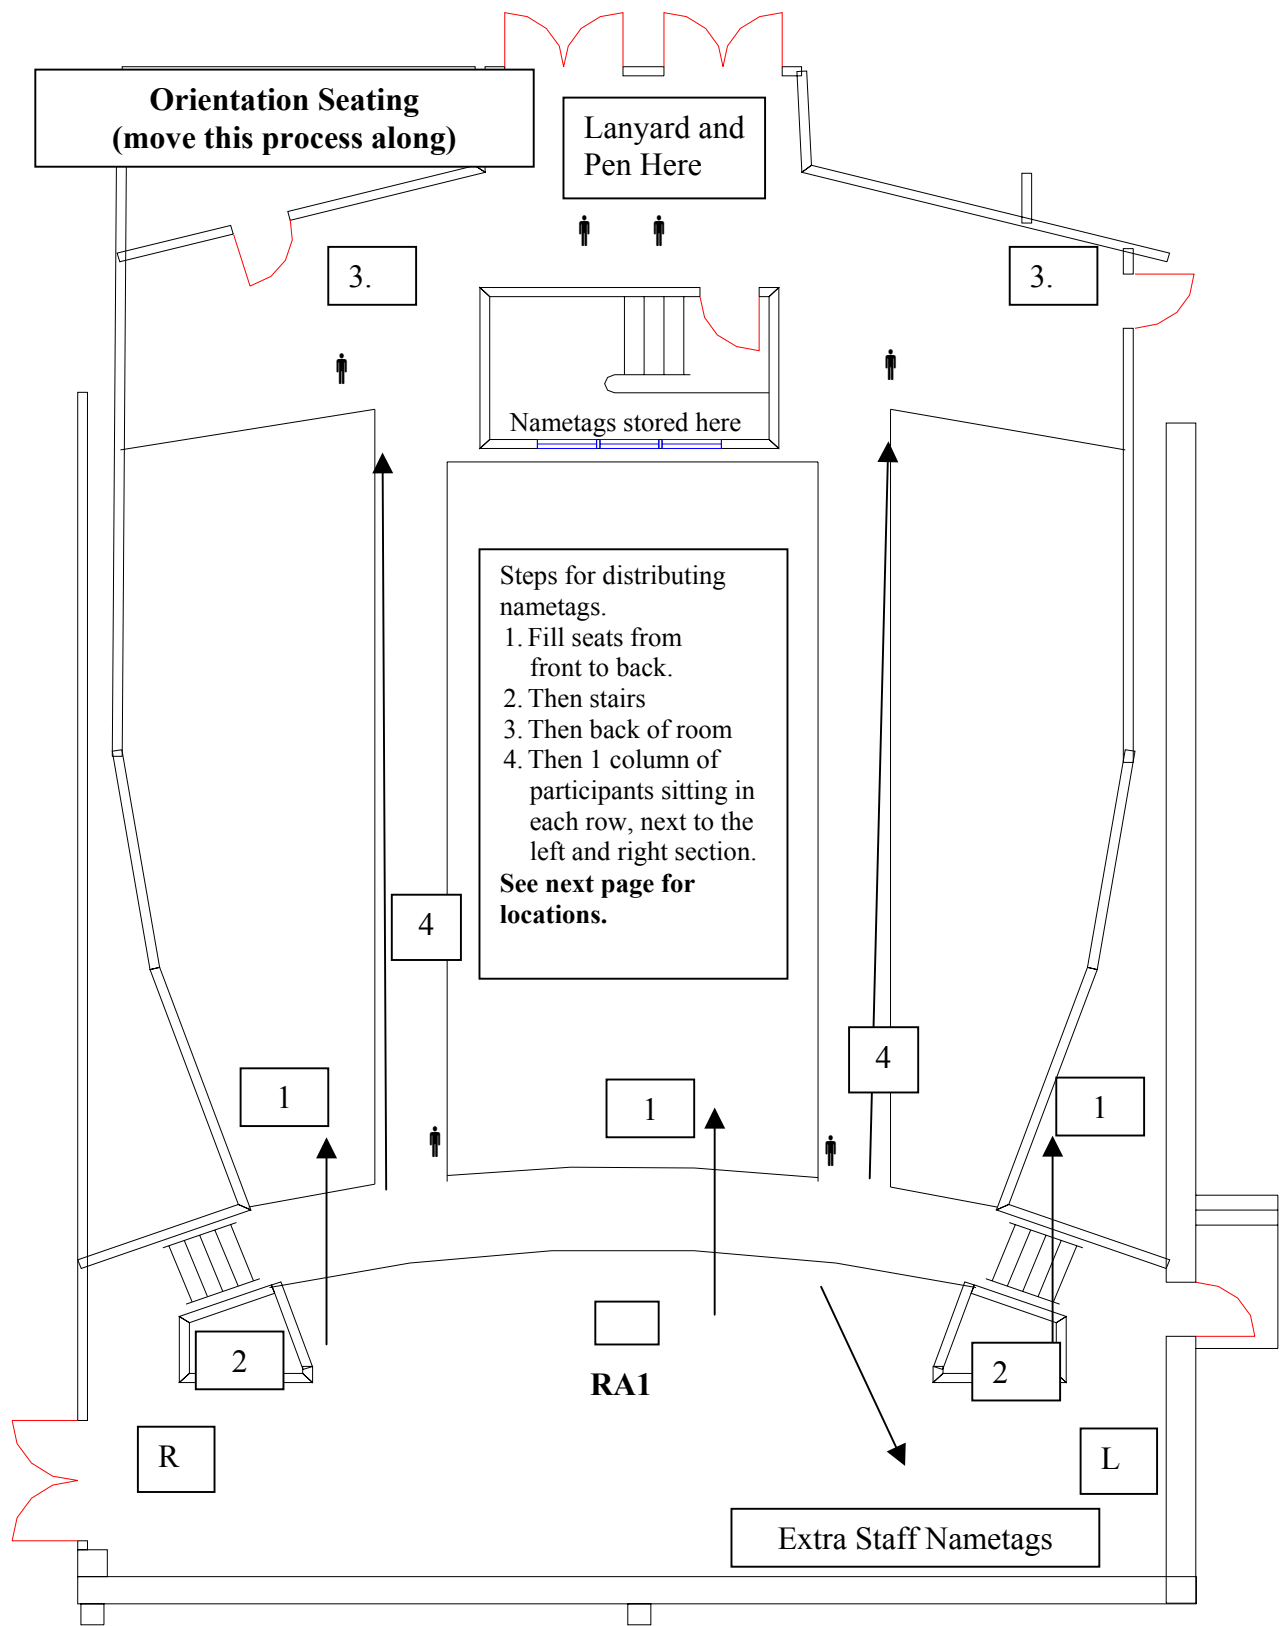 Orientation Seating
(move this process along)
Lanyard and
Pen Here
3.
3.
Nametags stored here
Steps for distributing
nametags.
1. Fill seats from
front to back.
2. Then stairs
3. Then back of room
4. Then 1 column of
participants sitting in
each row, next to the
left and right section.
See next page for
locations.
4
4
1
1
1
2
2
RA1
R
L
Extra Staff Nametags